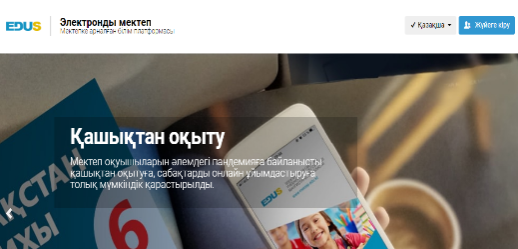 EDUS
Электронды мектеп
Мектепке арналған білім платформасы
✓ Қазақша
Жүйеге кіру
Қашықтан оқыту
Мектеп оқушыларын әлемдегі пандемияға байланысты
қашықтан оқытуға, сабақтарды онлайн ұйымдастыруға
толық мүмкіндік қарастырылды.
ҚСТАН
ИХЫ
6
EDUS